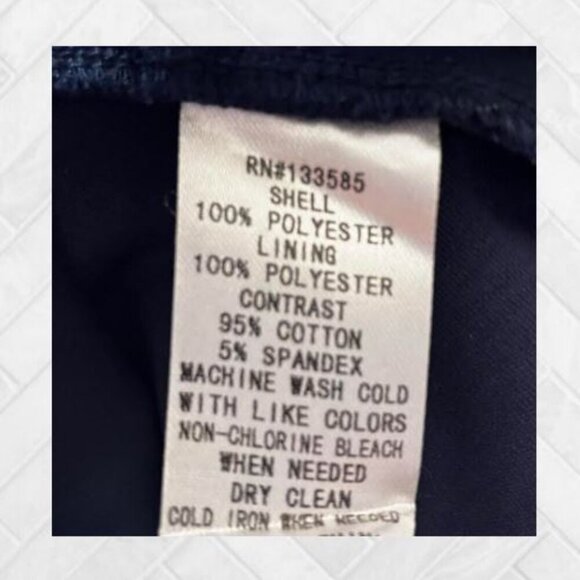 RN#133585
SHELL
100% POLYESTER
LINING
100% POLYESTER
CONTRAST
95% COTTON
5% SPANDEX
MACHINE WASH COLD
WITH LIKE COLORS
NON-CHLORINE BLEACH
WHEN NEEDED
DRY CLEAN
COLD IRON WHEN NEEDED